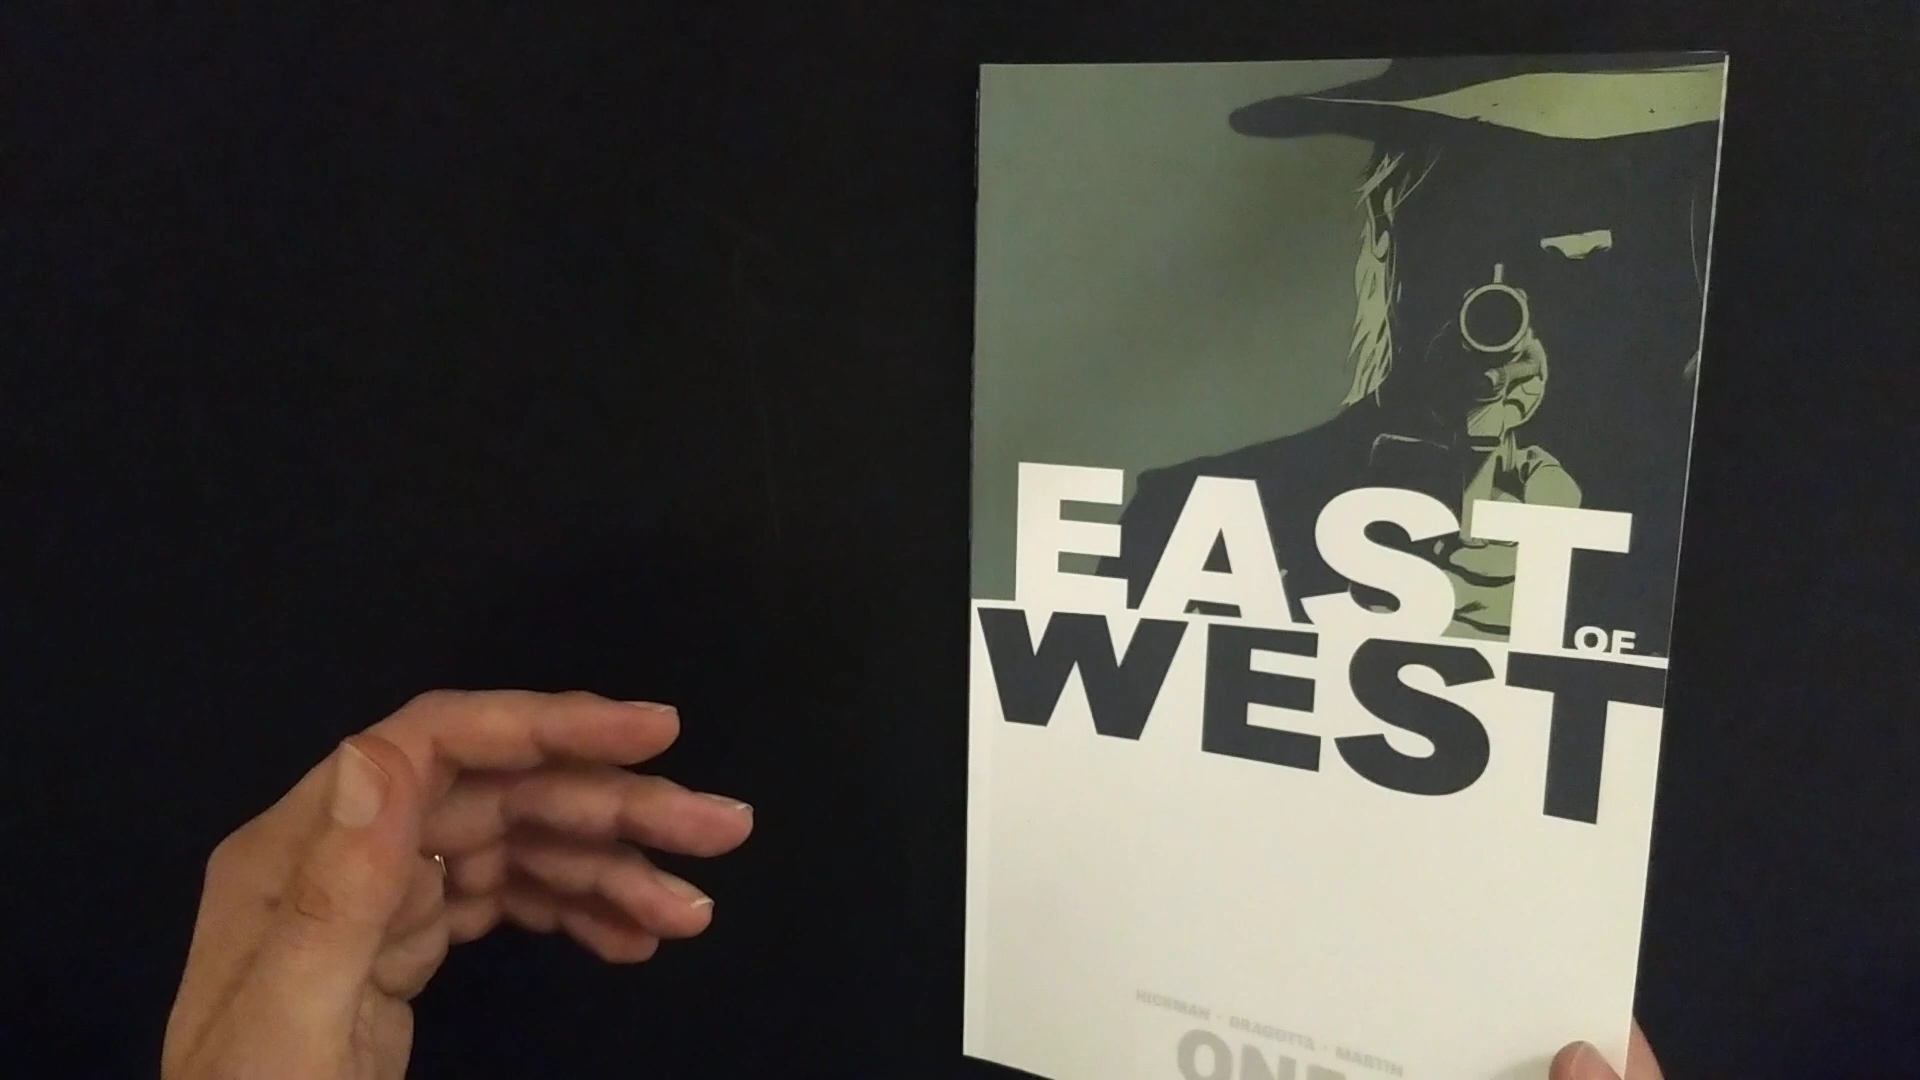 EAST
OF
WEST
HICKMAN · DRAGOTTA · MARTIN
ONE